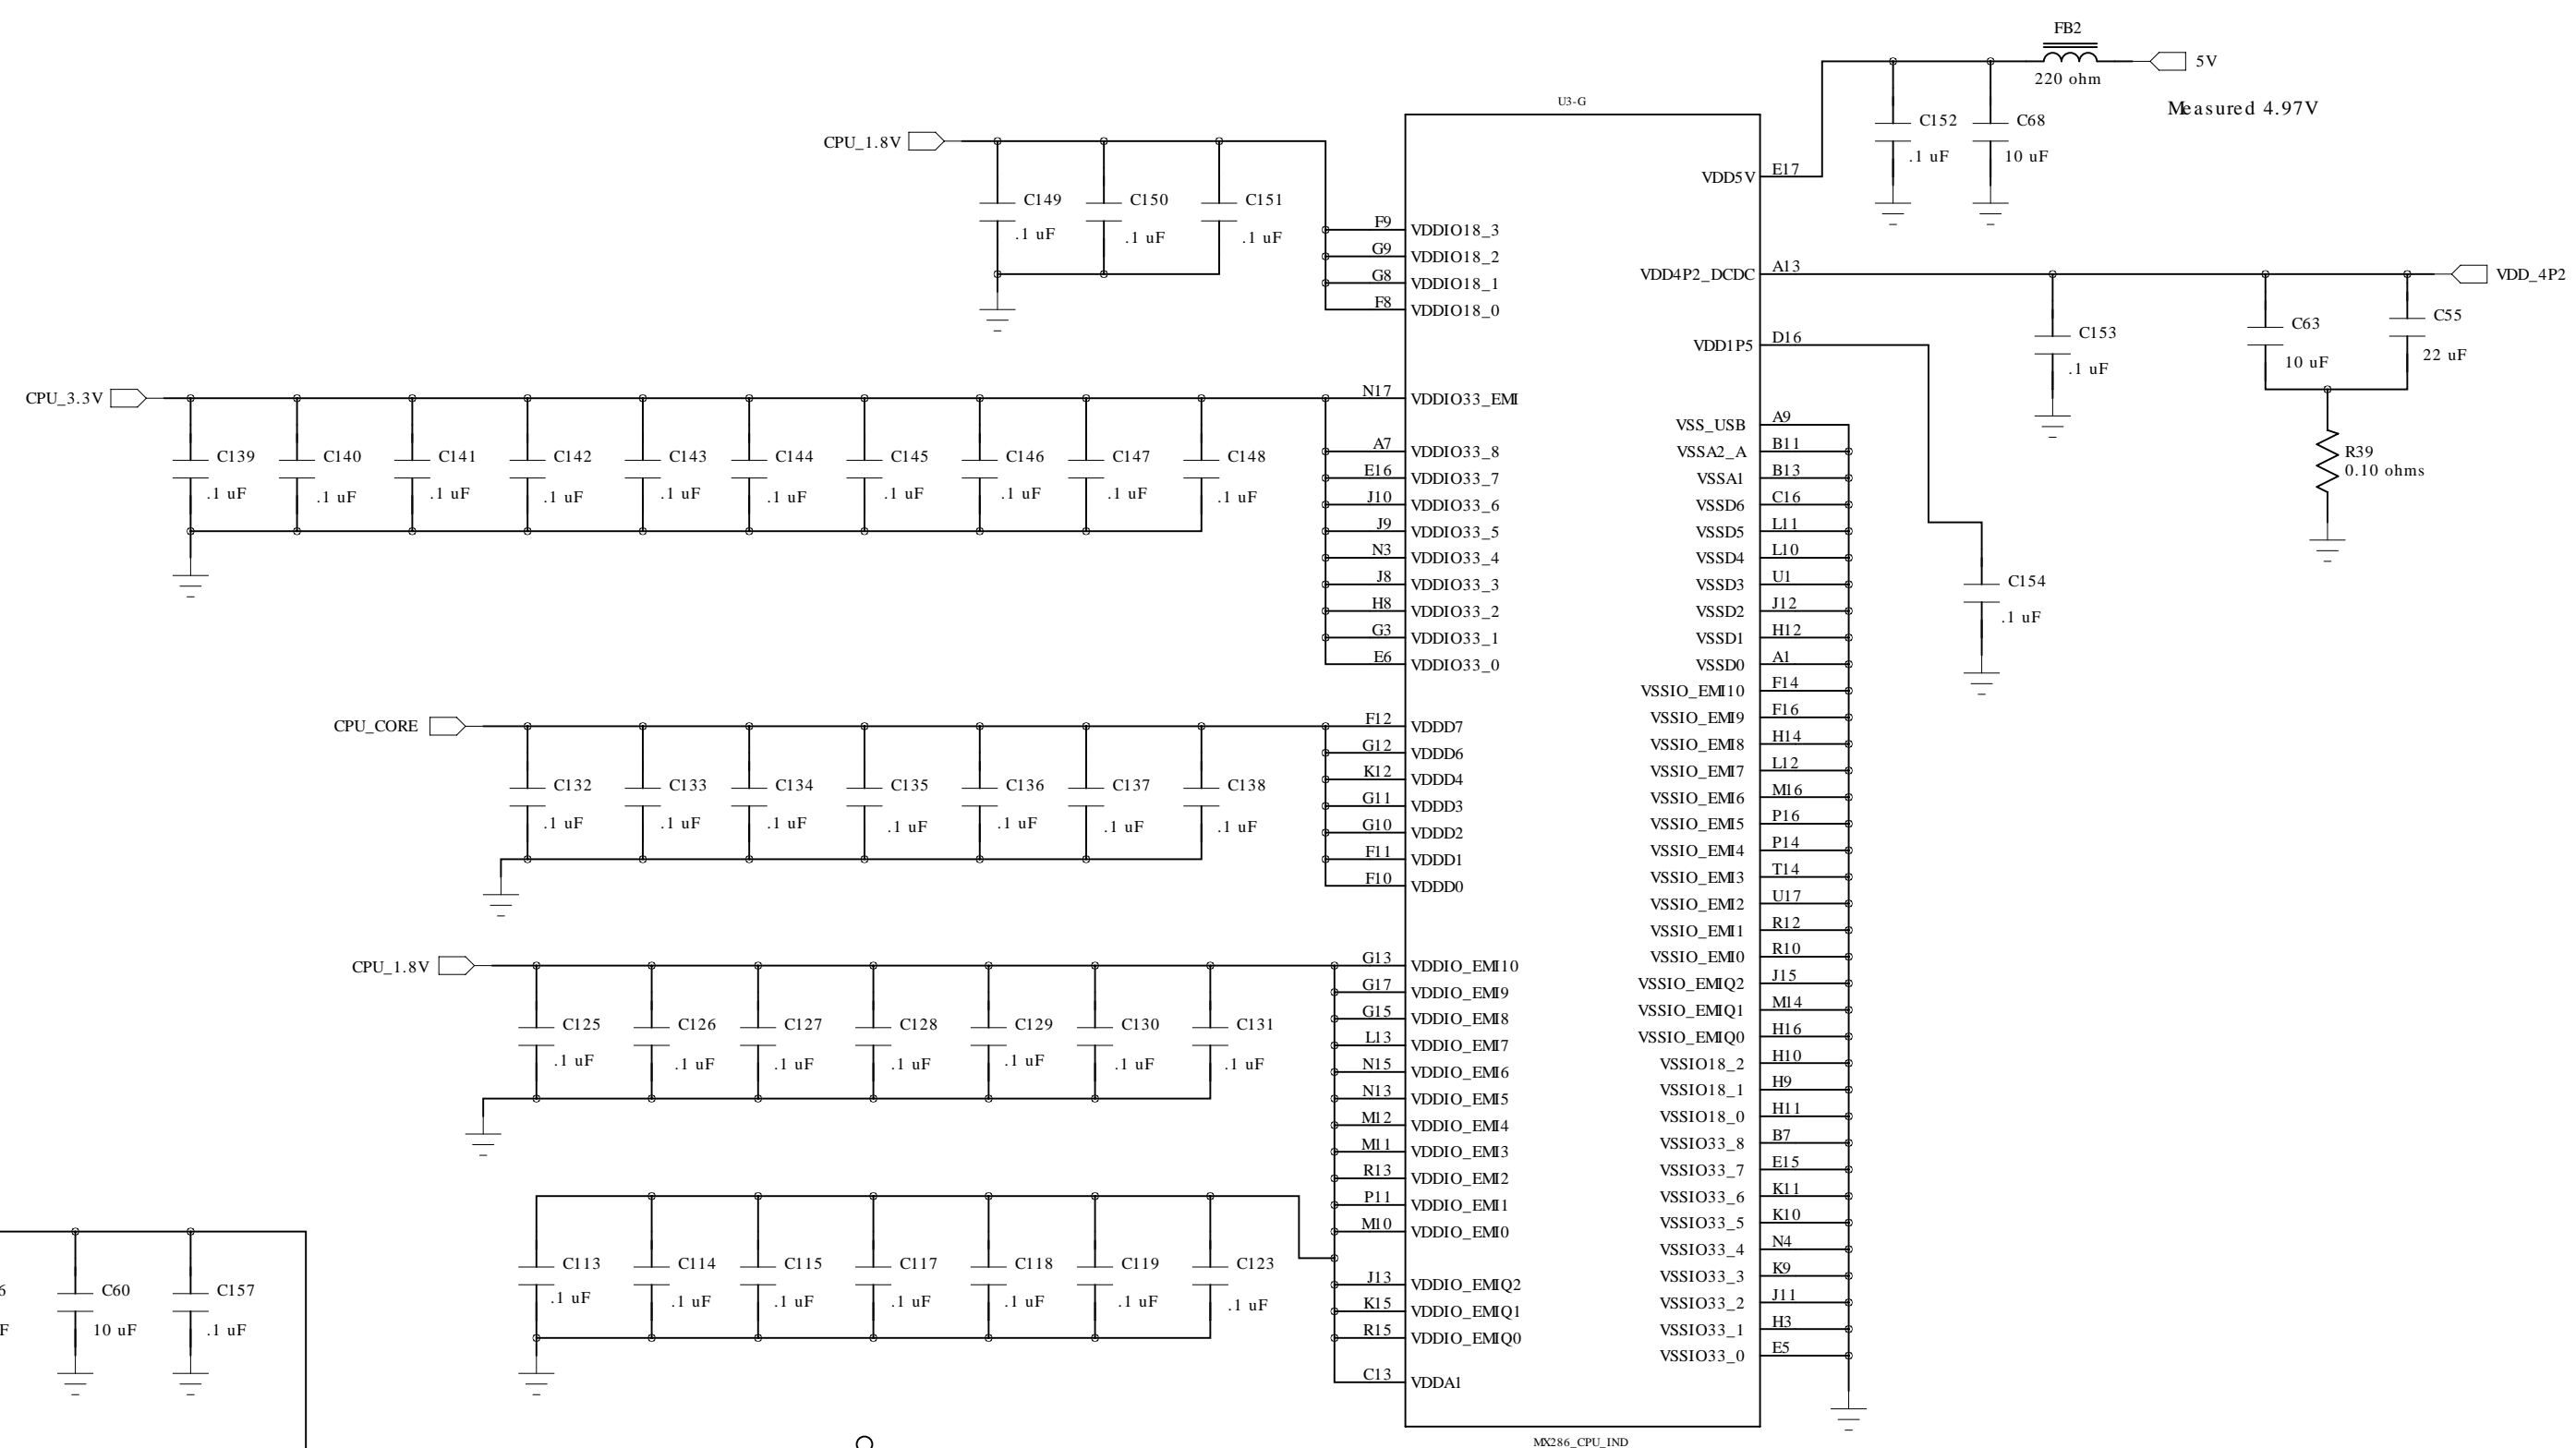 FB2
5V
220 ohm
Measured 4.97V
U3-G
CPU_1.8V
C149
C150
C151
.1 uF
.1 uF
.1 uF
C152
C68
.1 uF
10 uF
VDD5V E17
F9 VDDIO18_3
G9 VDDIO18_2
G8 VDDIO18_1
F8 VDDIO18_0
VDD4P2_DCDC A13
VDD_4P2
VDD1P5 D16
C153
.1 uF
C63
10 uF
C55
22 uF
R39
0.10 ohms
C154
.1 uF
CPU_3.3V
C139
C140
C141
C142
C143
C144
C145
C146
C147
C148
.1 uF
.1 uF
.1 uF
.1 uF
.1 uF
.1 uF
.1 uF
.1 uF
.1 uF
.1 uF
N17 VDDIO33_EMI
A7 VDDIO33_8
E16 VDDIO33_7
J10 VDDIO33_6
J9 VDDIO33_5
N3 VDDIO33_4
J8 VDDIO33_3
H8 VDDIO33_2
G3 VDDIO33_1
E6 VDDIO33_0
CPU_CORE
C132
C133
C134
C135
C136
C137
C138
.1 uF
.1 uF
.1 uF
.1 uF
.1 uF
.1 uF
.1 uF
F12 VDDD7
G12 VDDD6
K12 VDDD4
G11 VDDD3
G10 VDDD2
F11 VDDD1
F10 VDDD0
CPU_1.8V
C125
C126
C127
C128
C129
C130
C131
.1 uF
.1 uF
.1 uF
.1 uF
.1 uF
.1 uF
.1 uF
G13 VDDIO_EMI10
G17 VDDIO_EMI9
G15 VDDIO_EMI8
L13 VDDIO_EMI7
N15 VDDIO_EMI6
N13 VDDIO_EMI5
M12 VDDIO_EMI4
M11 VDDIO_EMI3
R13 VDDIO_EMI2
P11 VDDIO_EMI1
M10 VDDIO_EMI0
C113
C114
C115
C117
C118
C119
C123
.1 uF
.1 uF
.1 uF
.1 uF
.1 uF
.1 uF
.1 uF
J13 VDDIO_EMIQ2
K15 VDDIO_EMIQ1
R15 VDDIO_EMIQ0
C13 VDDA1
VSS_USB A9
VSSA2_A B11
VSSA1 B13
VSSD6 C16
VSSD5 L11
VSSD4 L10
VSSD3 U1
VSSD2 J12
VSSD1 H12
VSSD0 A1
VSSIO_EMI10 F14
VSSIO_EMI9 F16
VSSIO_EMI8 H14
VSSIO_EMI7 L12
VSSIO_EMI6 M16
VSSIO_EMI5 P16
VSSIO_EMI4 P14
VSSIO_EMI3 T14
VSSIO_EMI2 U17
VSSIO_EMI1 R12
VSSIO_EMI0 R10
VSSIO_EMIQ2 J15
VSSIO_EMIQ1 M14
VSSIO_EMIQ0 H16
VSSIO18_2 H10
VSSIO18_1 H9
VSSIO18_0 H11
VSSIO33_8 B7
VSSIO33_7 E15
VSSIO33_6 K11
VSSIO33_5 K10
VSSIO33_4 N4
VSSIO33_3 K9
VSSIO33_2 J11
VSSIO33_1 H3
VSSIO33_0 E5
6
F
C60
10 uF
C157
.1 uF
MX286_CPU_IND